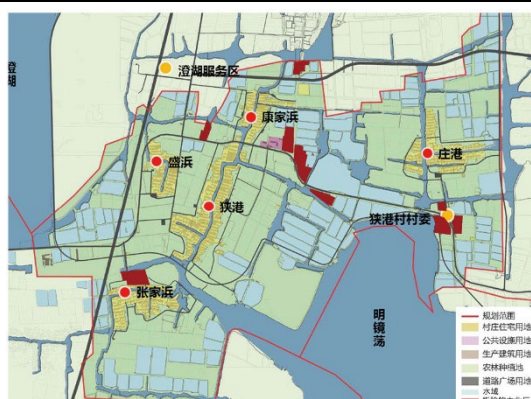 澄湖
澄湖服务区
康家浜
盛浜
庄港
狭港
狭港村村委
张家浜
明镜荡
规划范围
村庄住宅用地
公共设施用地
生产建筑用地
农林种植地
道路广场用地
水域